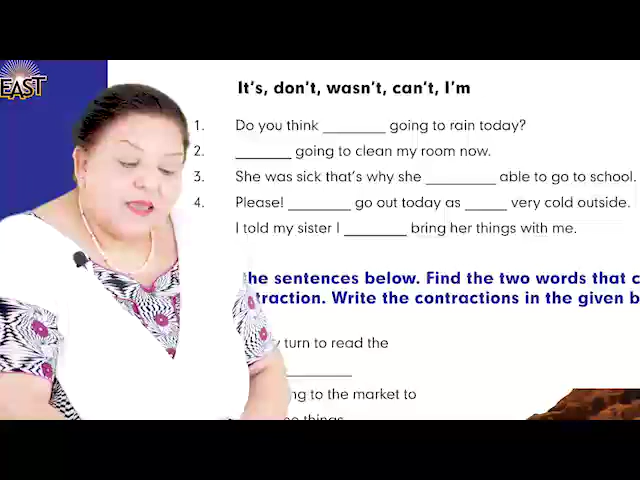 EAST
It's, don't, wasn't, can't, I'm
1. Do you think ________ going to rain today?
2. _______ going to clean my room now.
3. She was sick that's why she _________ able to go to school.
4. Please! ________ go out today as _____ very cold outside.
I told my sister I ________ bring her things with me.
he sentences below. Find the two words that c
traction. Write the contractions in the given b
turn to read the
ng to the market to
things